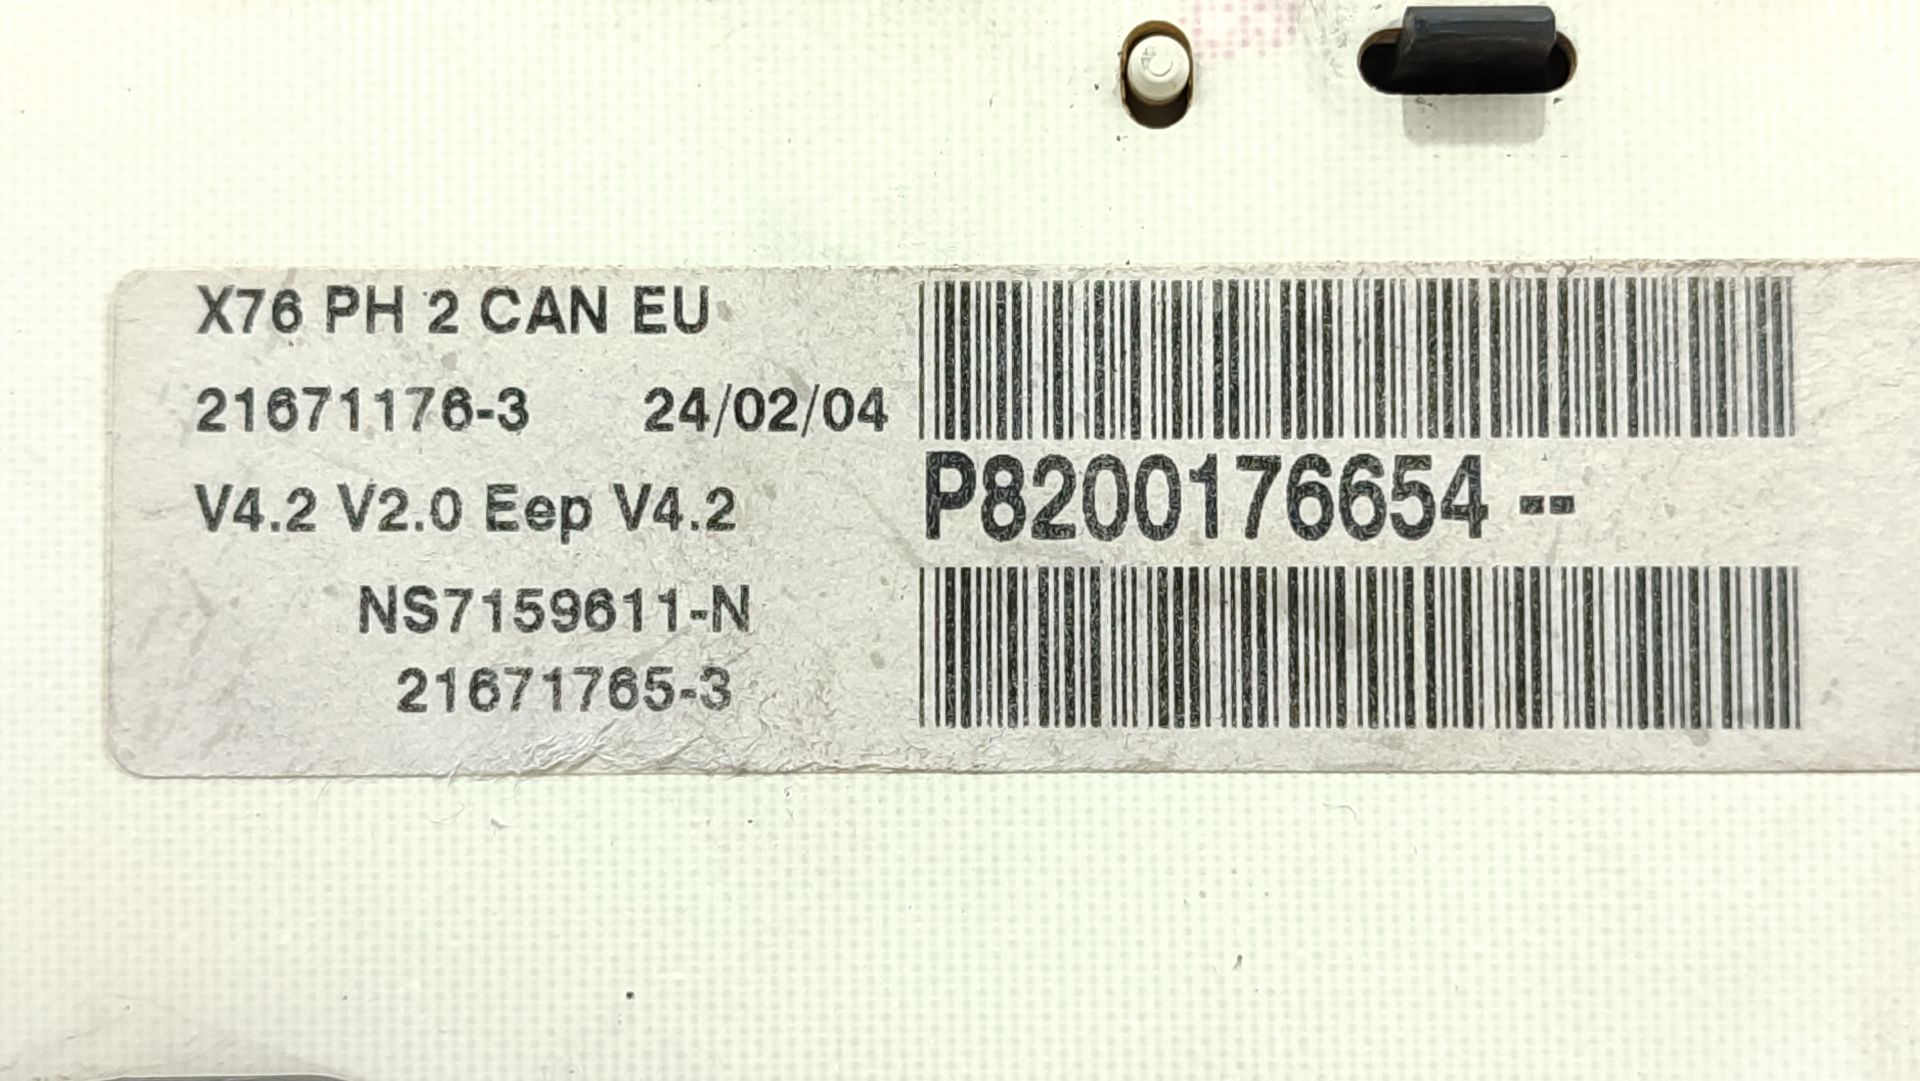 X76 PH 2 CAN EU
21671176-3 24/02/04
V4.2 V2.0 Eep V4.2
NS7159611-N
21671765-3
P8200176654 --